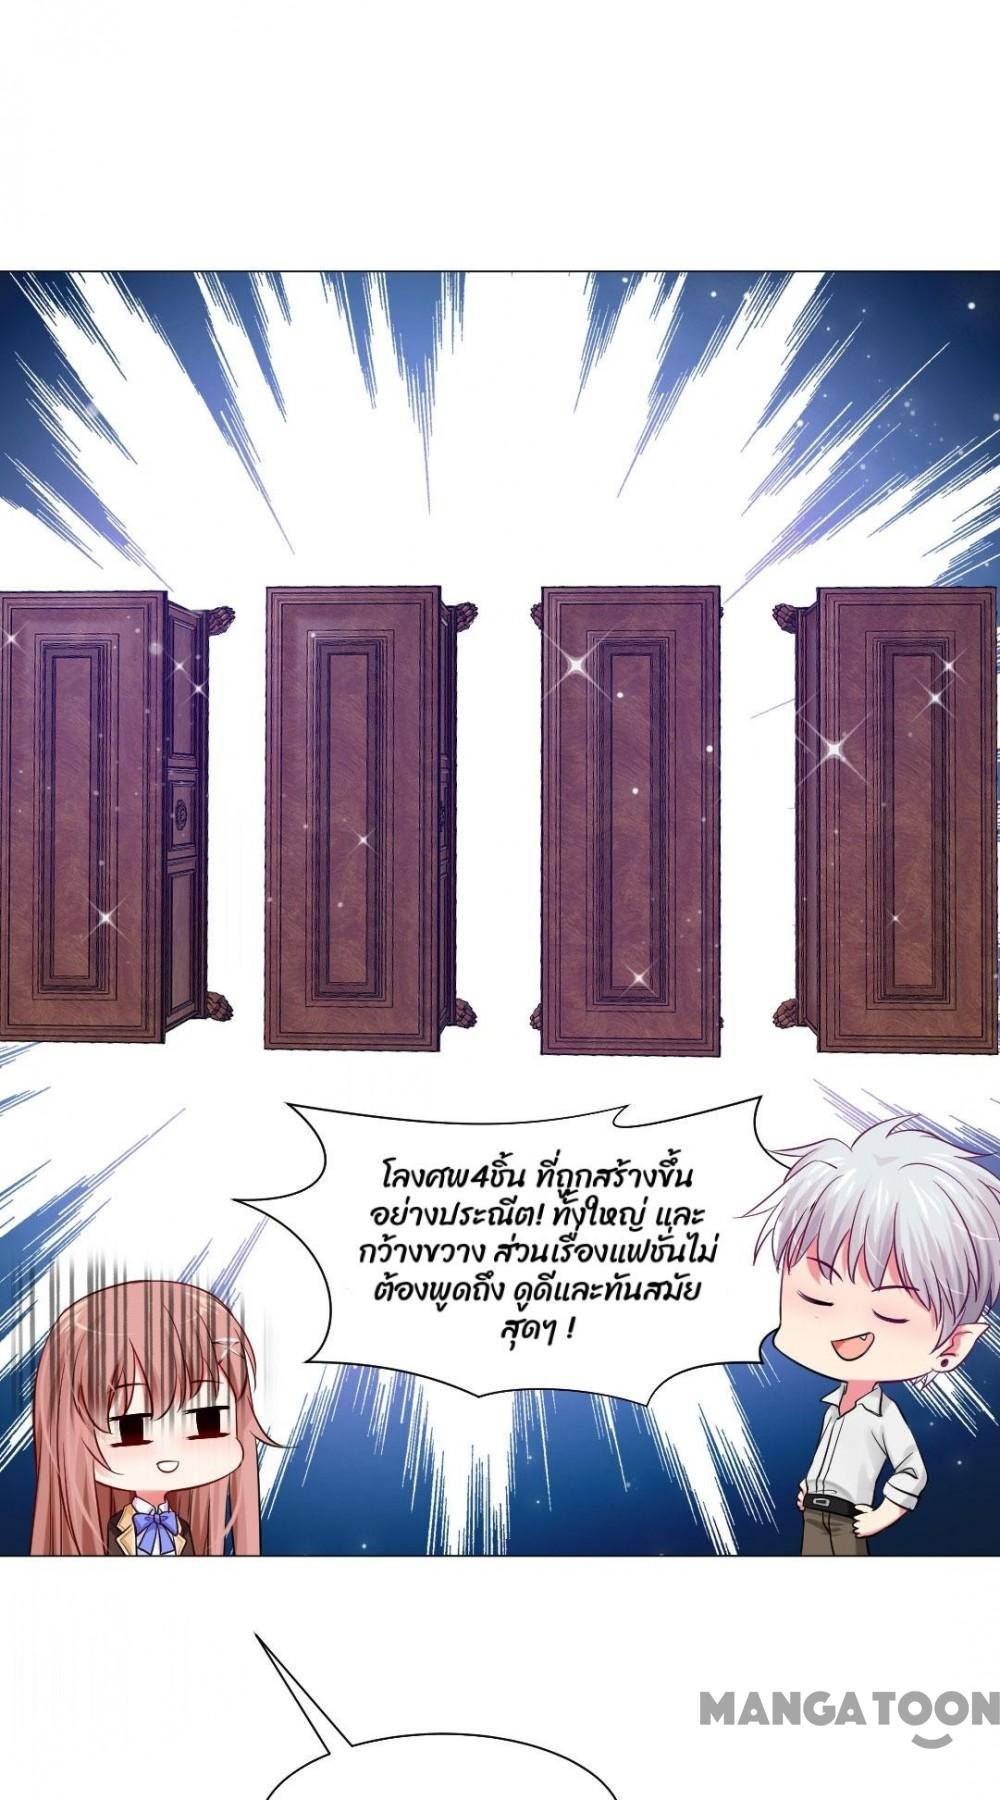 โลงศพ4ชิ้น ที่ถูกสร้างขึ้น
อย่างประณีต! ทั้งใหญ่ และ
กว้างขวาง ส่วนเรื่องแฟชั่นไม่
ต้องพูดถึง ดูดีและทันสมัย
สุดๆ !
MANGATOON